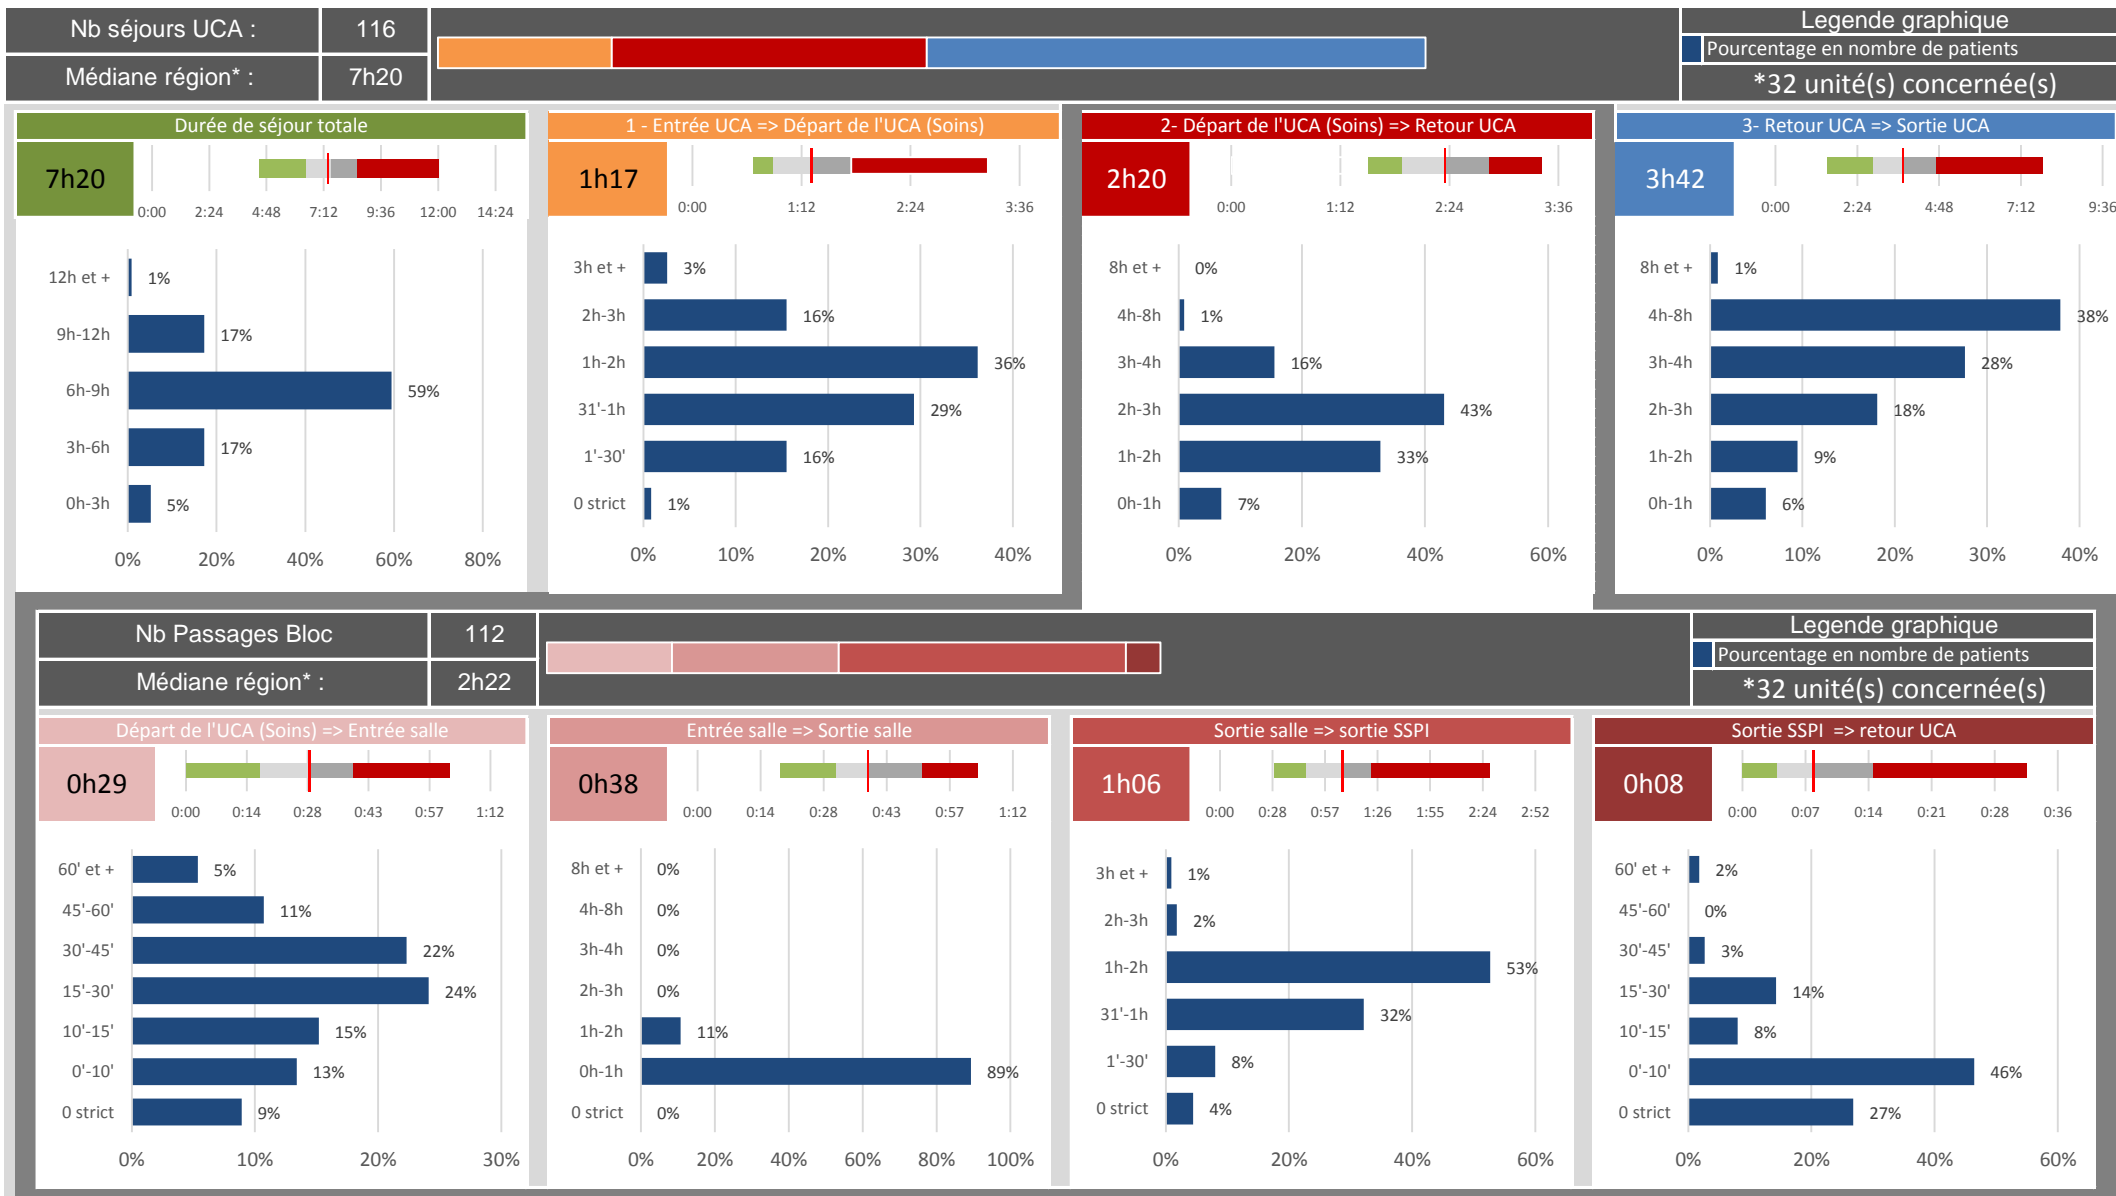 Nb séjours UCA : 116
Médiane région* : 7h20
Legende graphique
Pourcentage en nombre de patients
*32 unité(s) concernée(s)
Durée de séjour totale
7h20
0:00 2:24 4:48 7:12 9:36 12:00 14:24
12h et + 1%
9h-12h 17%
6h-9h 59%
3h-6h 17%
0h-3h 5%
0% 20% 40% 60% 80%
1 - Entrée UCA => Départ de l'UCA (Soins)
1h17
0:00 1:12 2:24 3:36
3h et + 3%
2h-3h 16%
1h-2h 36%
31'-1h 29%
1'-30' 16%
0 strict 1%
0% 10% 20% 30% 40%
2- Départ de l'UCA (Soins) => Retour UCA
2h20
0:00 1:12 2:24 3:36
8h et + 0%
4h-8h 1%
3h-4h 16%
2h-3h 43%
1h-2h 33%
0h-1h 7%
0% 20% 40% 60%
3- Retour UCA => Sortie UCA
3h42
0:00 2:24 4:48 7:12 9:36
8h et + 1%
4h-8h 38%
3h-4h 28%
2h-3h 18%
1h-2h 9%
0h-1h 6%
0% 10% 20% 30% 40%
Nb Passages Bloc 112
Médiane région* : 2h22
Legende graphique
Pourcentage en nombre de patients
*32 unité(s) concernée(s)
Départ de l'UCA (Soins) => Entrée salle
0h29
0:00 0:14 0:28 0:43 0:57 1:12
60' et + 5%
45'-60' 11%
30'-45' 22%
15'-30' 24%
10'-15' 15%
0'-10' 13%
0 strict 9%
0% 10% 20% 30%
Entrée salle => Sortie salle
0h38
0:00 0:14 0:28 0:43 0:57 1:12
8h et + 0%
4h-8h 0%
3h-4h 0%
2h-3h 0%
1h-2h 11%
0h-1h 89%
0 strict 0%
0% 20% 40% 60% 80% 100%
Sortie salle => sortie SSPI
1h06
0:00 0:28 0:57 1:26 1:55 2:24 2:52
3h et + 1%
2h-3h 2%
1h-2h 53%
31'-1h 32%
1'-30' 8%
0 strict 4%
0% 20% 40% 60%
Sortie SSPI => retour UCA
0h08
0:00 0:07 0:14 0:21 0:28 0:36
60' et + 2%
45'-60' 0%
30'-45' 3%
15'-30' 14%
10'-15' 8%
0'-10' 46%
0 strict 27%
0% 20% 40% 60%